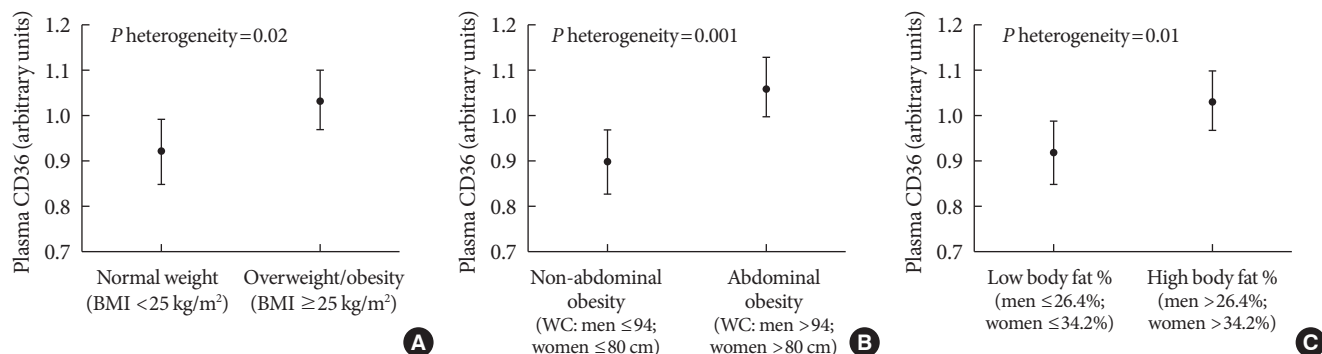 Plasma CD36 (arbitrary units)
1.2
1.1
1.0
0.9
0.8
0.7
P heterogeneity=0.02
Normal weight
(BMI <25 kg/m²)
Overweight/obesity
(BMI ≥25 kg/m²)
A
Plasma CD36 (arbitrary units)
1.2
1.1
1.0
0.9
0.8
0.7
P heterogeneity=0.001
Non-abdominal
obesity
(WC: men ≤94;
women ≤80 cm)
Abdominal
obesity
(WC: men >94;
women >80 cm)
B
Plasma CD36 (arbitrary units)
1.2
1.1
1.0
0.9
0.8
0.7
P heterogeneity=0.01
Low body fat %
(men ≤26.4%;
women ≤34.2%)
High body fat %
(men >26.4%;
women >34.2%)
C